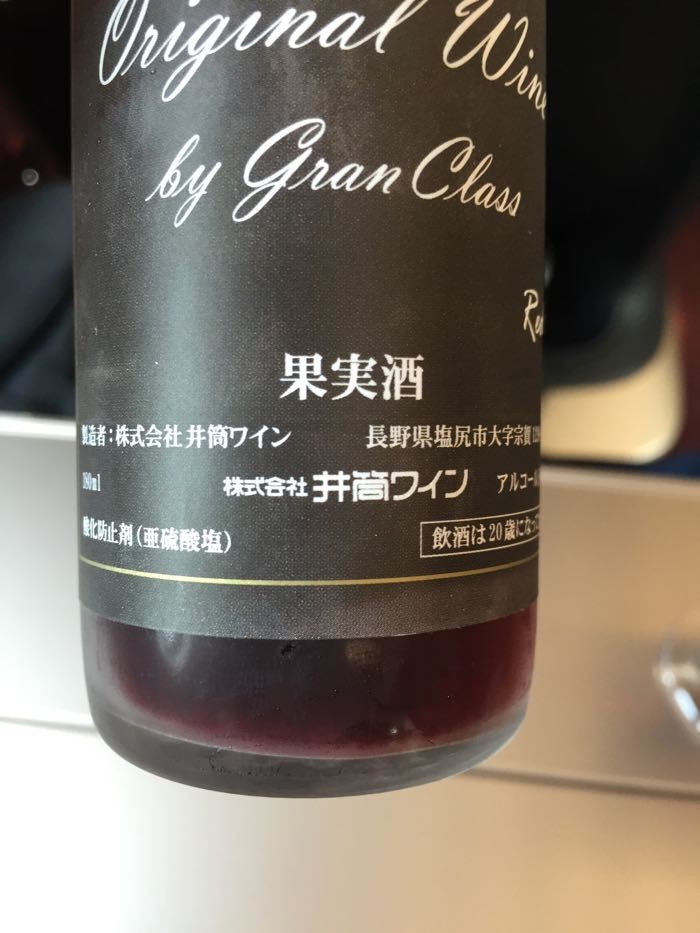 Original Wine
by Gran Class
果実酒
製造者：株式会社 井筒ワイン 長野県塩尻市大字宗賀
180ml 株式会社 井筒ワイン アルコール
酸化防止剤（亜硫酸塩） 飲酒は20歳になっ